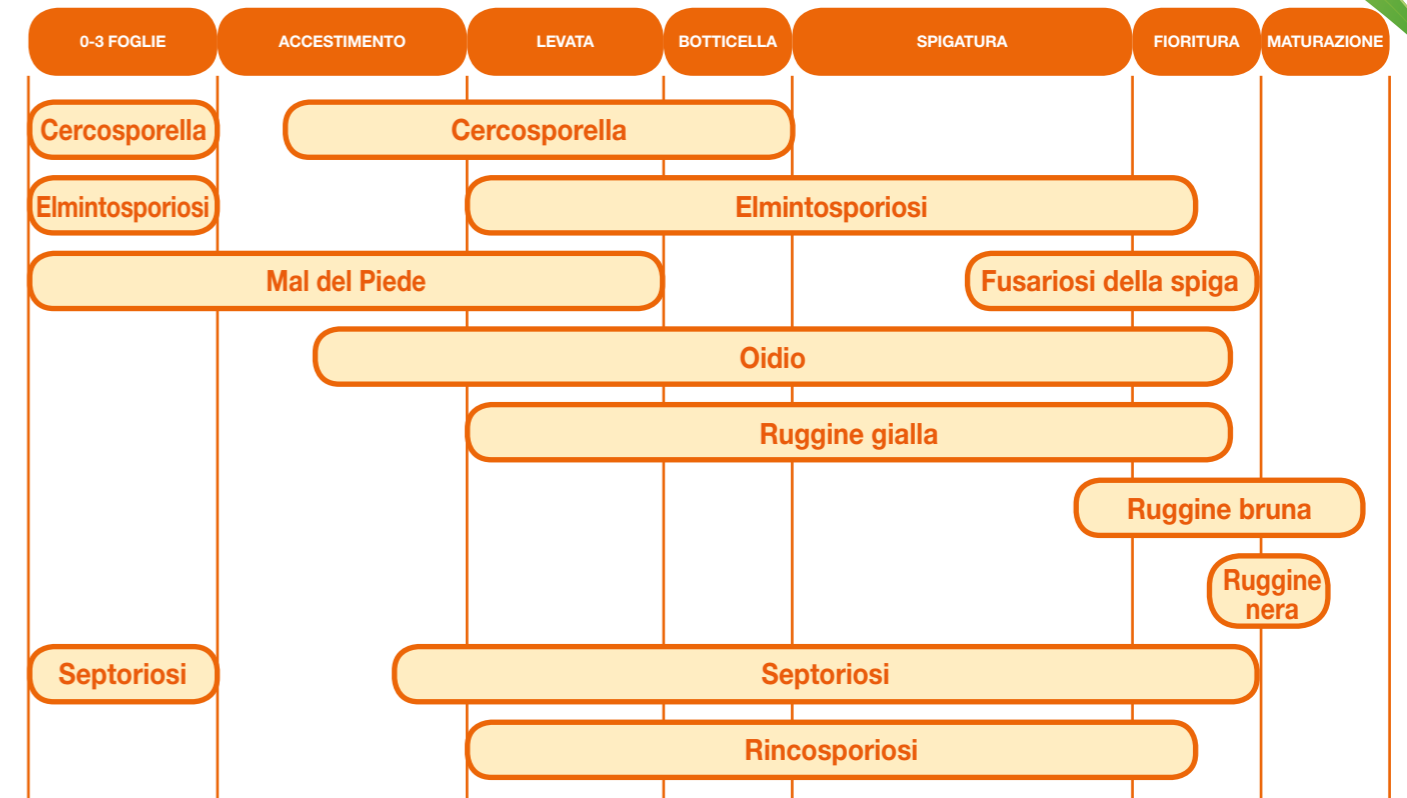 0-3 FOGLIE ACCESTIMENTO LEVATA BOTTICELLA SPIGATURA FIORITURA MATURAZIONE
Cercosporella Cercosporella
Elmintosporiosi Elmintosporiosi
Mal del Piede Fusariosi della spiga
Oidio
Ruggine gialla
Ruggine bruna
Ruggine
nera
Septoriosi Septoriosi
Rincosporiosi